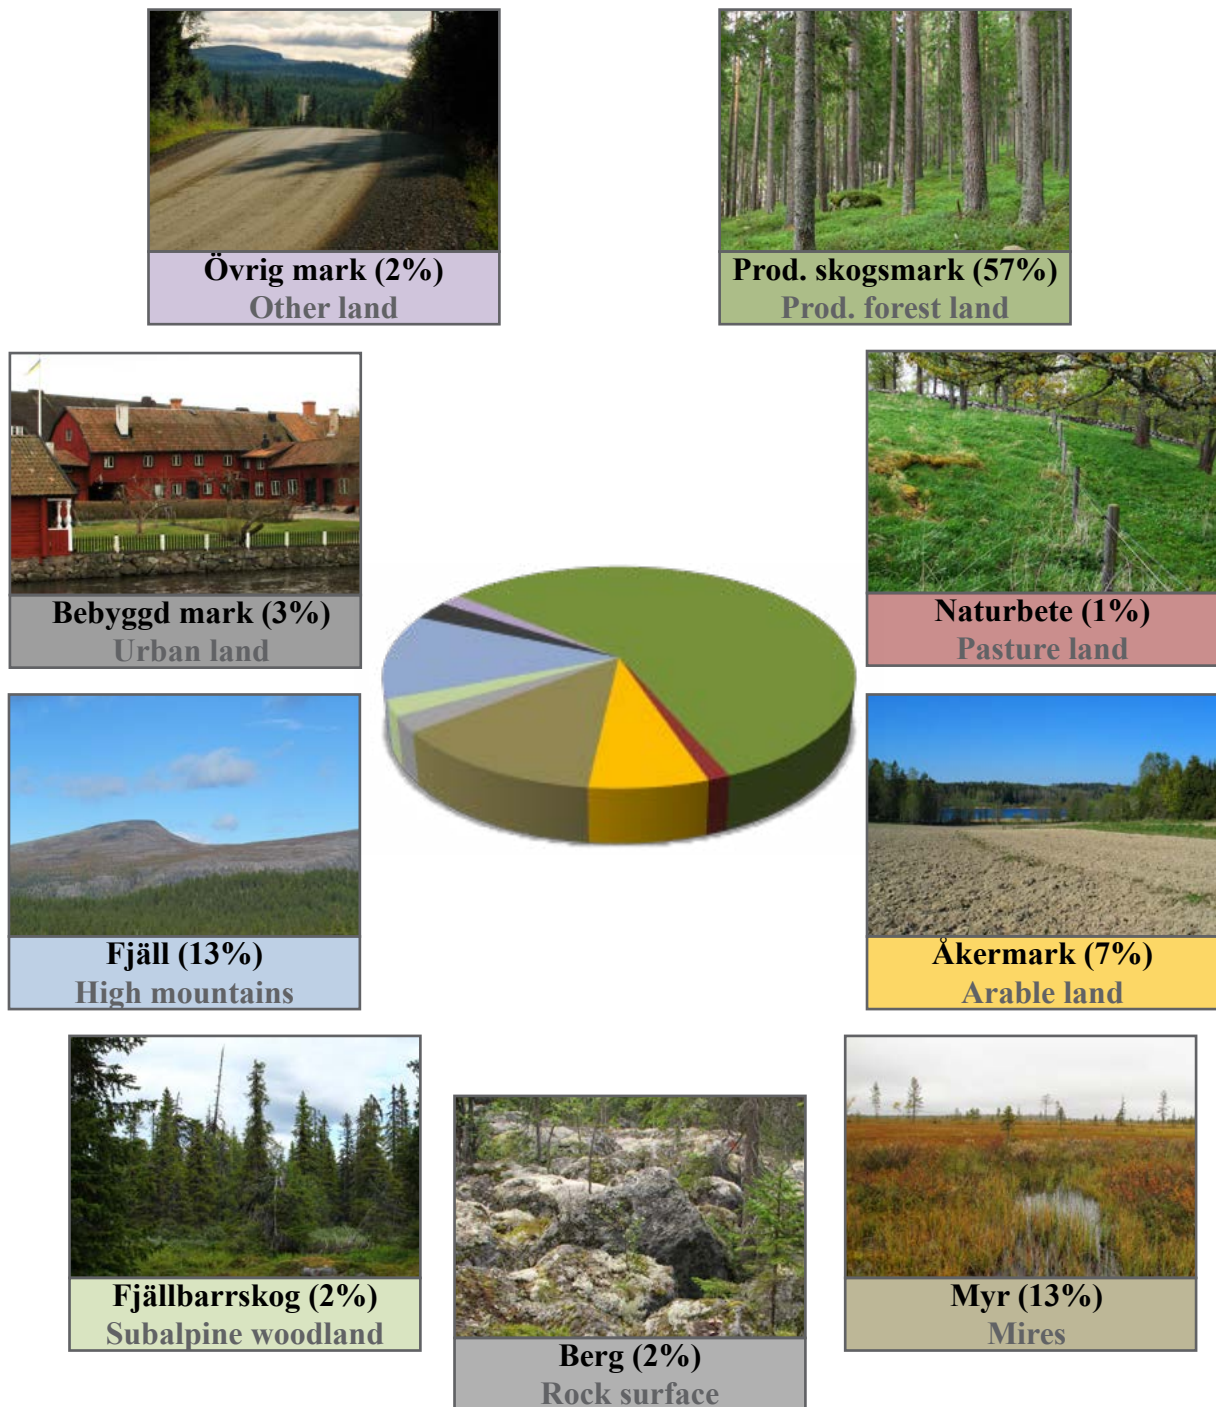 Övrig mark (2%)
Other land
Prod. skogsmark (57%)
Prod. forest land
Bebyggd mark (3%)
Urban land
Naturbete (1%)
Pasture land
Fjäll (13%)
High mountains
Åkermark (7%)
Arable land
Fjällbarrskog (2%)
Subalpine woodland
Berg (2%)
Rock surface
Myr (13%)
Mires